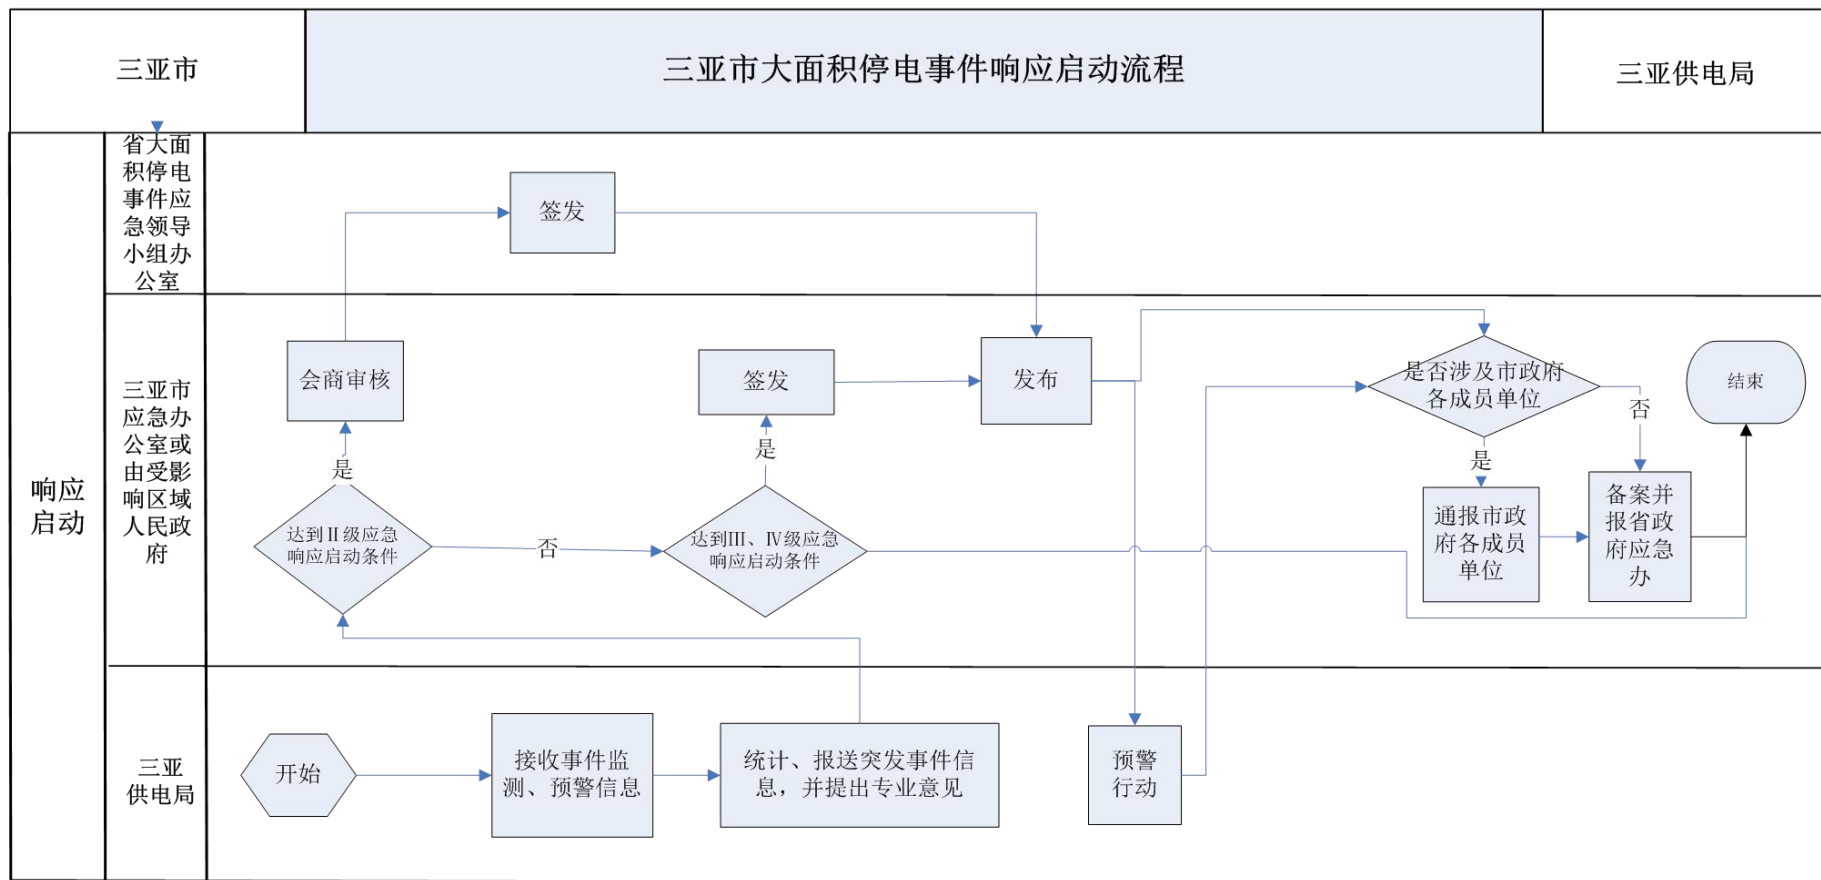 三亚市
三亚市大面积停电事件响应启动流程
三亚供电局
响应
启动
省大面
积停电
事件应
急领导
小组办
公室
签发
三亚市
应急办
公室或
由受影
响区域
人民政
府
会商审核
是
达到Ⅱ级应急
响应启动条件
否
签发
是
达到III、IV级应急
响应启动条件
发布
是否涉及市政府
各成员单位
是
否
通报市政
府各成员
单位
备案并
报省政
府应急
办
结束
三亚
供电局
开始
接收事件监
测、预警信息
统计、报送突发事件信
息，并提出专业意见
预警
行动